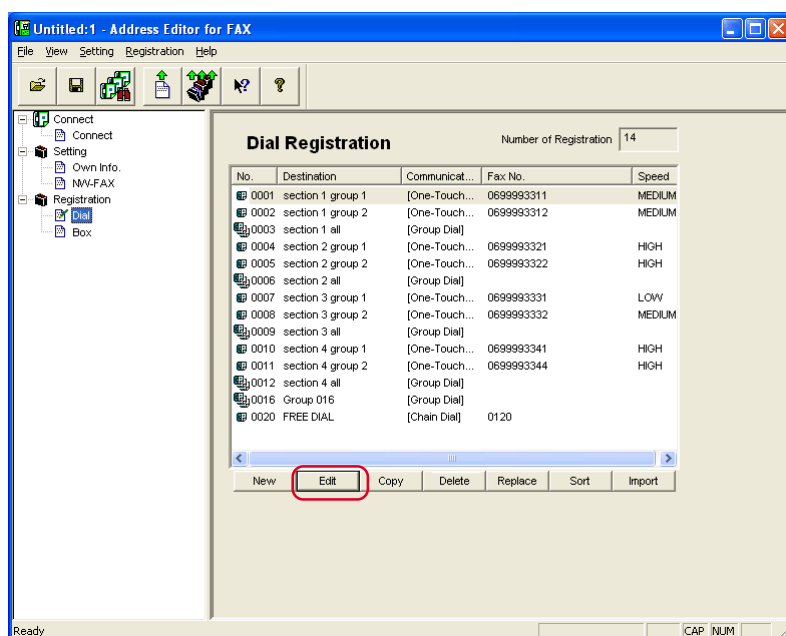 Untitled:1 - Address Editor for FAX
File View Setting Registration Help
Connect
Connect
Setting
Own Info.
NW-FAX
Registration
Dial
Box
Dial Registration
Number of Registration 14
No. Destination Communicat... Fax No. Speed
0001 section 1 group 1 [One-Touch... 0699993311 MEDIUM
0002 section 1 group 2 [One-Touch... 0699993312 MEDIUM
0003 section 1 all [Group Dial]
0004 section 2 group 1 [One-Touch... 0699993321 HIGH
0005 section 2 group 2 [One-Touch... 0699993322 HIGH
0006 section 2 all [Group Dial]
0007 section 3 group 1 [One-Touch... 0699993331 LOW
0008 section 3 group 2 [One-Touch... 0699993332 MEDIUM
0009 section 3 all [Group Dial]
0010 section 4 group 1 [One-Touch... 0699993341 HIGH
0011 section 4 group 2 [One-Touch... 0699993344 HIGH
0012 section 4 all [Group Dial]
0016 Group 016 [Group Dial]
0020 FREE DIAL [Chain Dial] 0120
New Edit Copy Delete Replace Sort Import
Ready CAP NUM